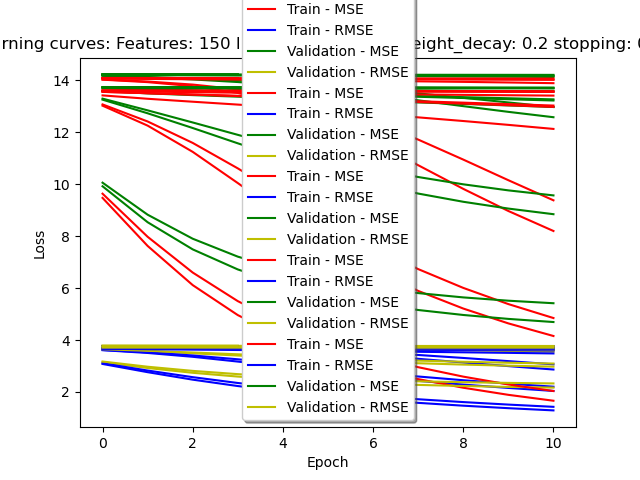 rning curves: Features: 150 eight_decay: 0.2 stopping:
Train - MSE
Train - RMSE
Validation - MSE
Validation - RMSE
Train - MSE
Train - RMSE
Validation - MSE
Validation - RMSE
Train - MSE
Train - RMSE
Validation - MSE
Validation - RMSE
Train - MSE
Train - RMSE
Validation - MSE
Validation - RMSE
Train - MSE
Train - RMSE
Validation - MSE
Validation - RMSE
14
12
10
8
6
4
2
Loss
0 2 4 6 8 10
Epoch